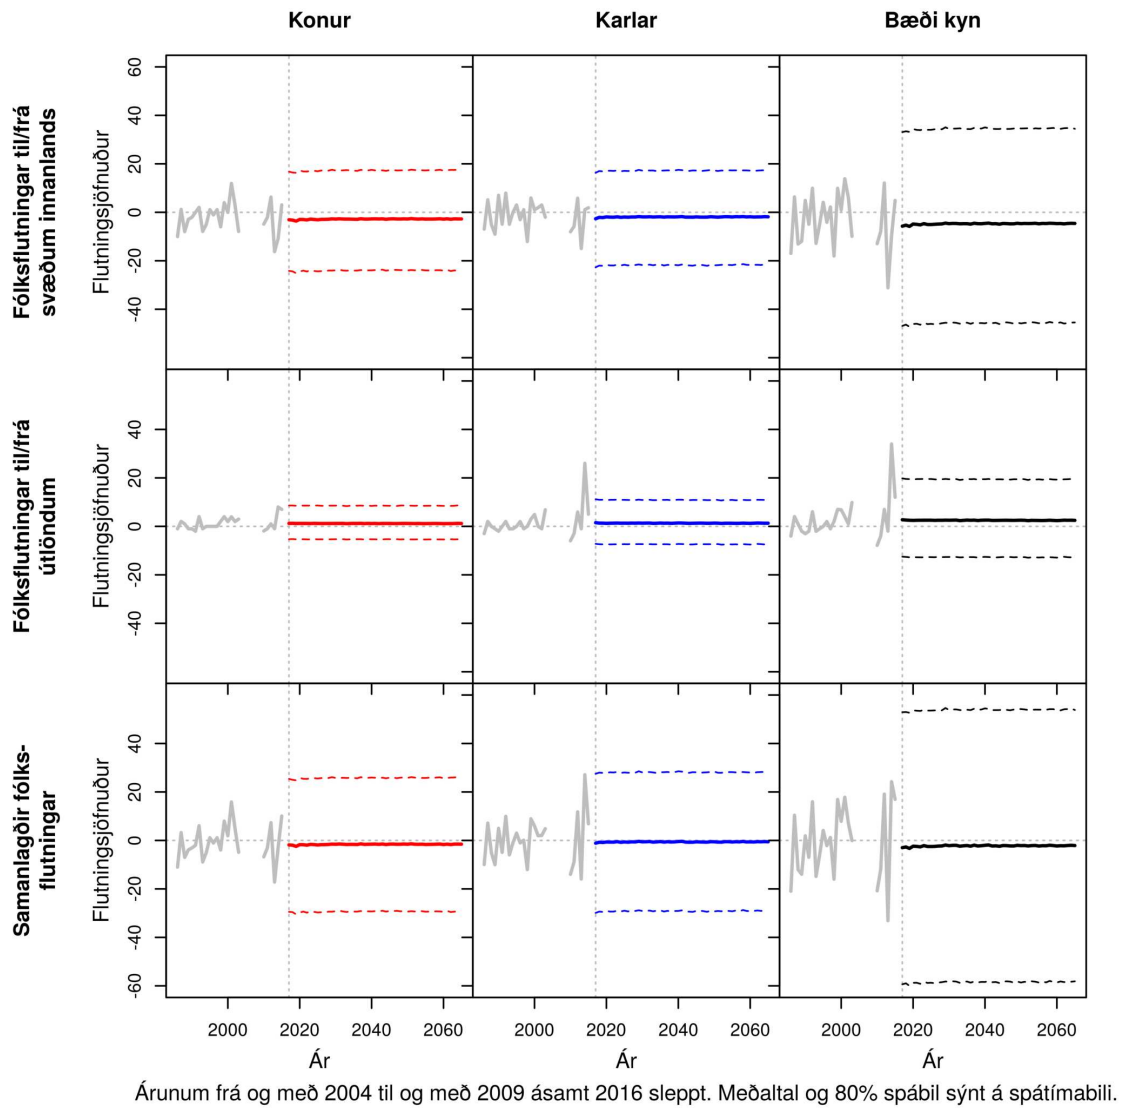 Konur
Karlar
Bæði kyn
Fólksflutningar til/frá
svæðum innanlands
Flutningsjöfnuður
60
40
20
0
-20
-40
Fólksflutningar til/frá
útlöndum
Flutningsjöfnuður
40
20
0
-20
-40
Samanlagðir fólks-
flutningar
Flutningsjöfnuður
40
20
0
-20
-40
-60
2000 2020 2040 2060
2000 2020 2040 2060
2000 2020 2040 2060
Ár
Ár
Ár
Árunum frá og með 2004 til og með 2009 ásamt 2016 sleppt. Meðaltal og 80% spábil sýnt á spátímabili.